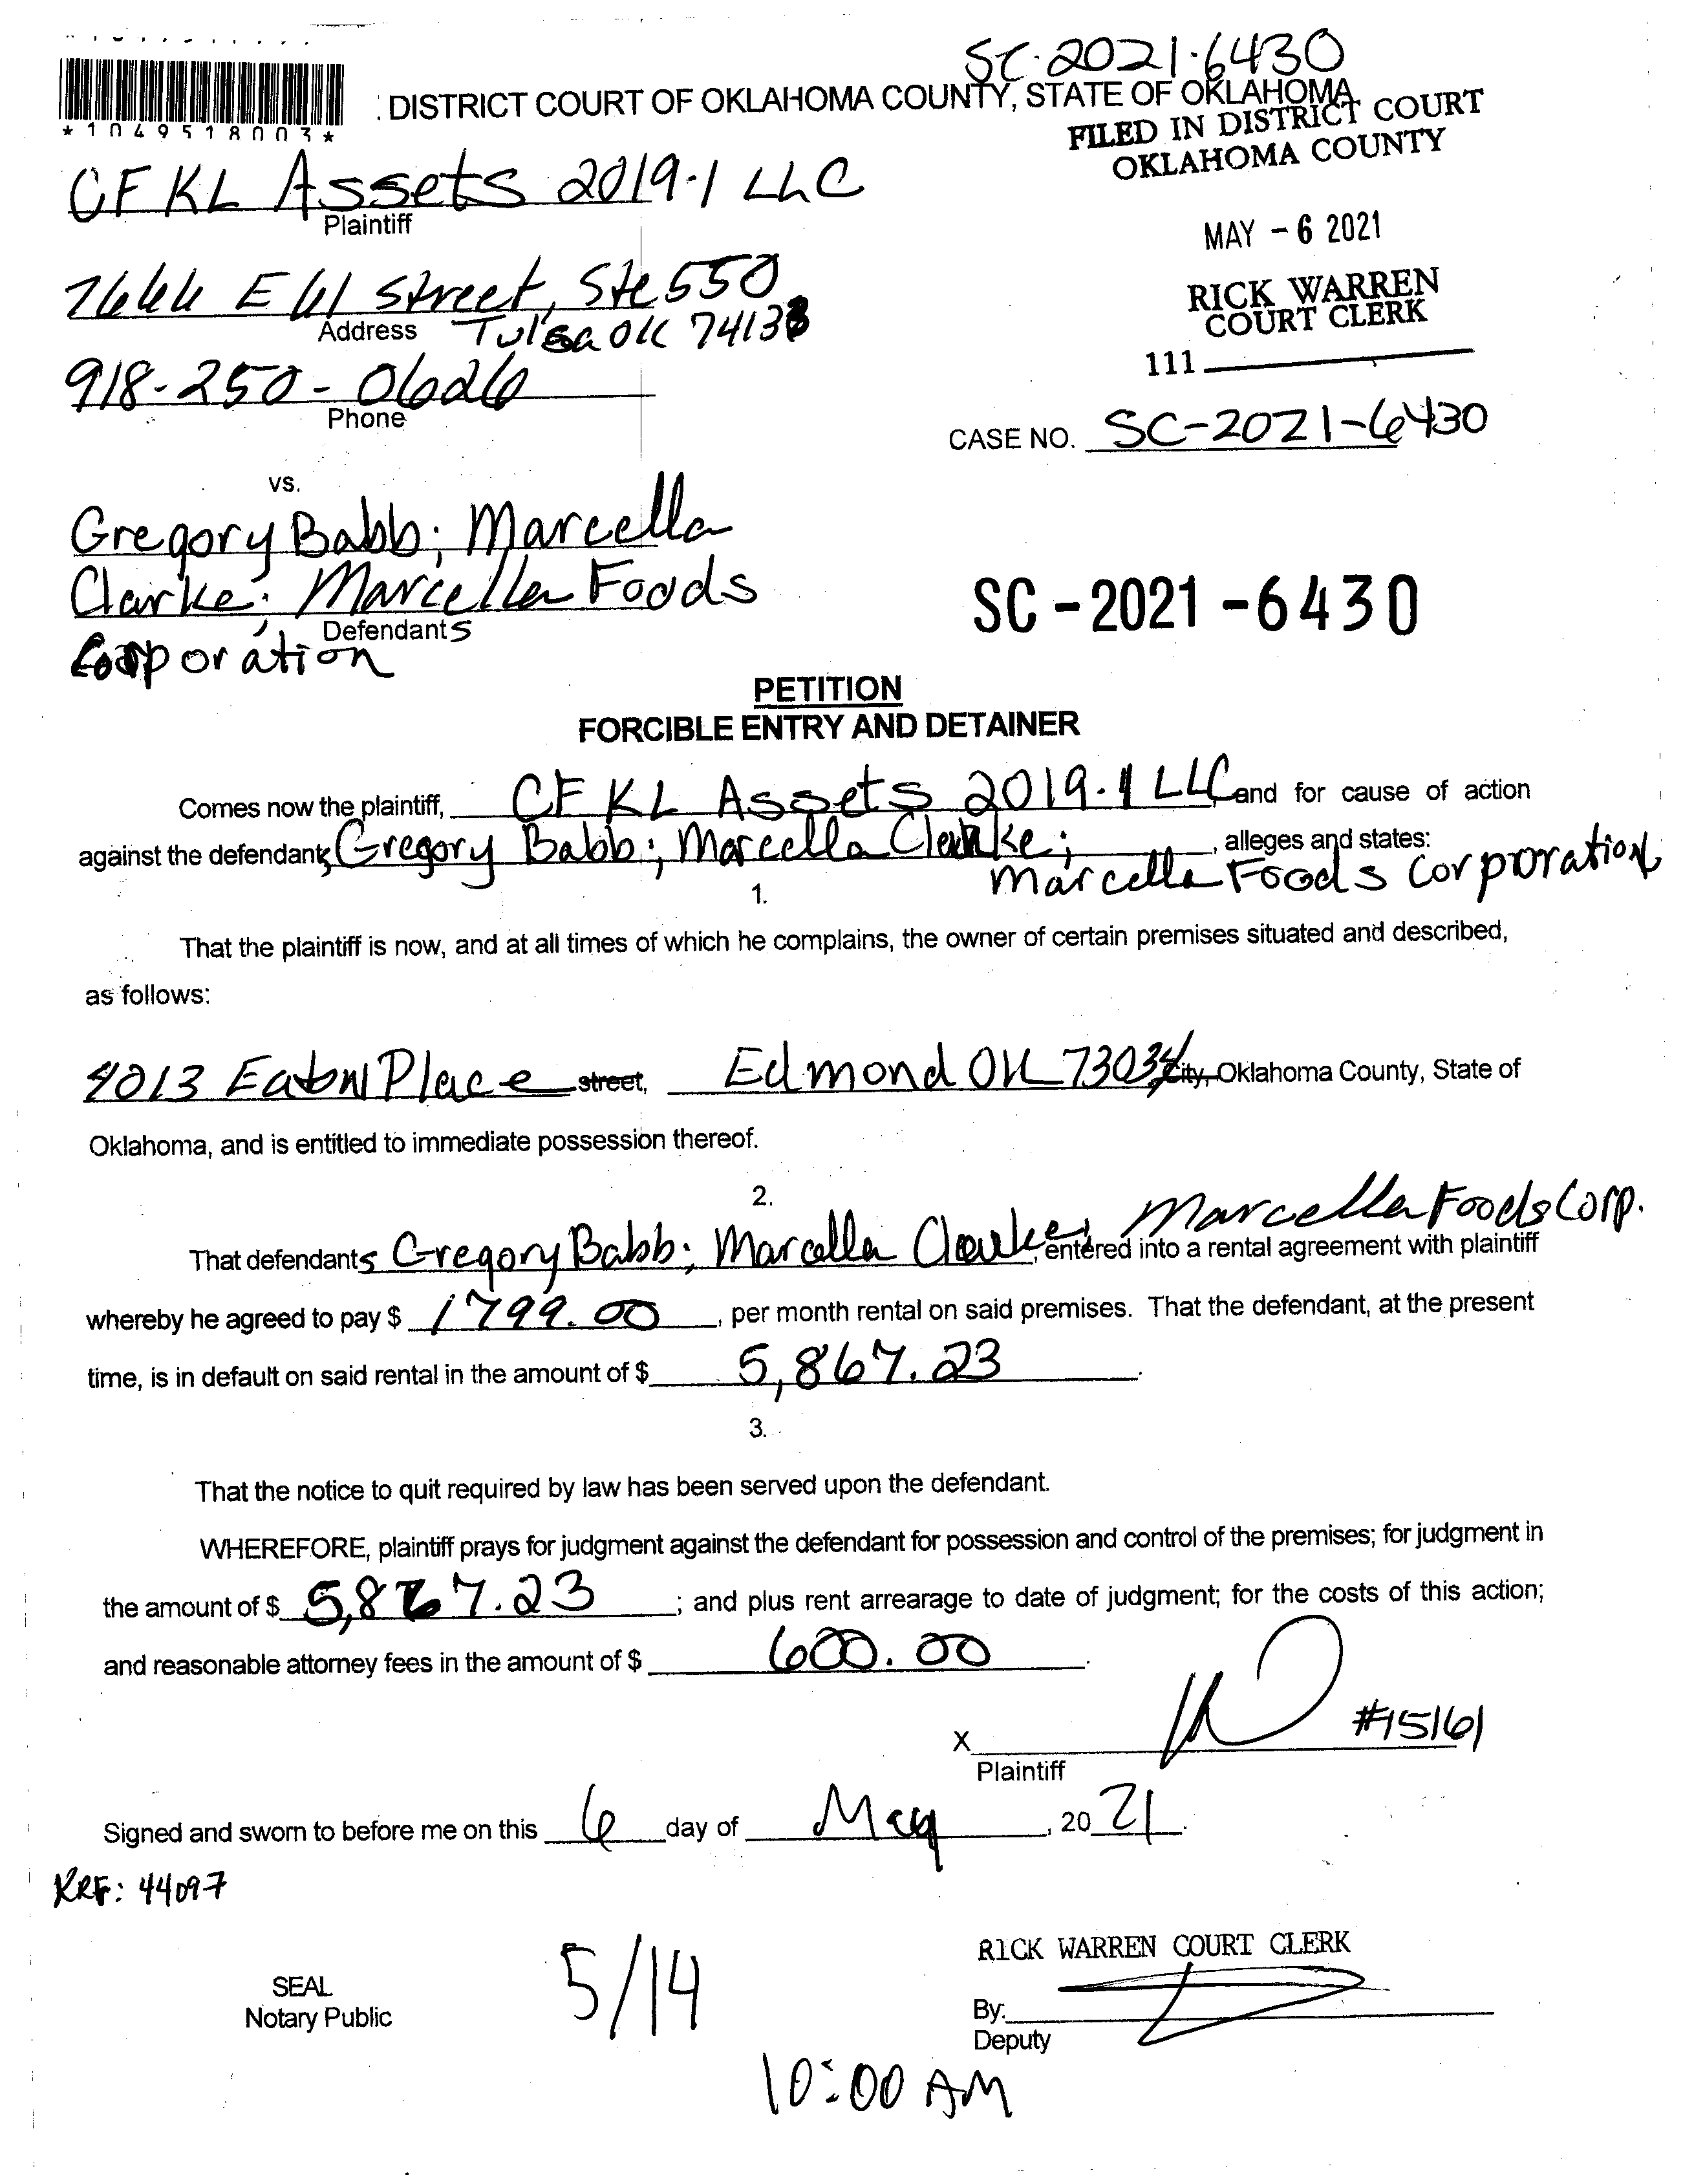 SC-2021-6430
DISTRICT COURT OF OKLAHOMA COUNTY, STATE OF OKLAHOMA
*1049518003*
FILED IN DISTRICT COURT
OKLAHOMA COUNTY
CFKL Assets 2019-1 LLC
Plaintiff
MAY - 6 2021
7666 E 61 Street, Ste 550
Address Tulsa OK 74133
RICK WARREN
COURT CLERK
111
918-250-0626
Phone
CASE NO. SC-2021-6430
vs.
Gregory Babb; Marcella
Clarke; Marcella Foods
Defendants
Corporation
SC-2021-6430
PETITION
FORCIBLE ENTRY AND DETAINER
Comes now the plaintiff, CFKL Assets 2019-1 LLC and for cause of action
against the defendants Gregory Babb; Marcella Clarke; , alleges and states:
Marcella Foods Corporation
1.
That the plaintiff is now, and at all times of which he complains, the owner of certain premises situated and described,
as follows:
4013 Eaton Place street, Edmond OK 73034 City, Oklahoma County, State of
Oklahoma, and is entitled to immediate possession thereof.
2.
Marcella Foods Corp.
That defendants Gregory Babb; Marcella Clarke; , entered into a rental agreement with plaintiff
whereby he agreed to pay $ 1799.00 , per month rental on said premises. That the defendant, at the present
time, is in default on said rental in the amount of $ 5,867.23 .
3.
That the notice to quit required by law has been served upon the defendant.
WHEREFORE, plaintiff prays for judgment against the defendant for possession and control of the premises; for judgment in
the amount of $ 5,867.23 ; and plus rent arrearage to date of judgment; for the costs of this action;
and reasonable attorney fees in the amount of $ 600.00 .
X #15161
Plaintiff
Signed and sworn to before me on this 6 day of May , 20 21 .
KRF: 44097
RICK WARREN COURT CLERK
SEAL
Notary Public
5/14
By:
Deputy
10:00 AM